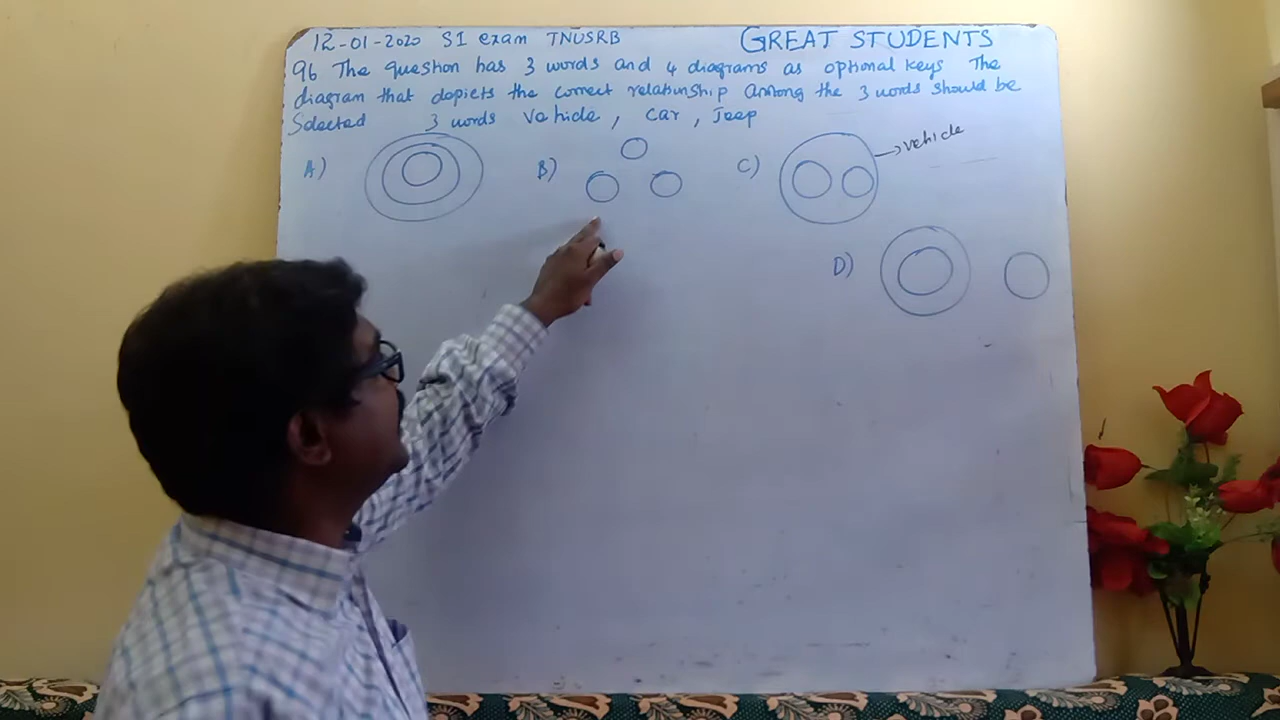 12-01-2020 SI exam TNUSRB GREAT STUDENTS
96 The question has 3 words and 4 diagrams as optional keys The
diagram that depicts the correct relationship among the 3 words should be
Selected 3 words Vehicle, Car, Jeep
A) B) C) → vehicle
D)